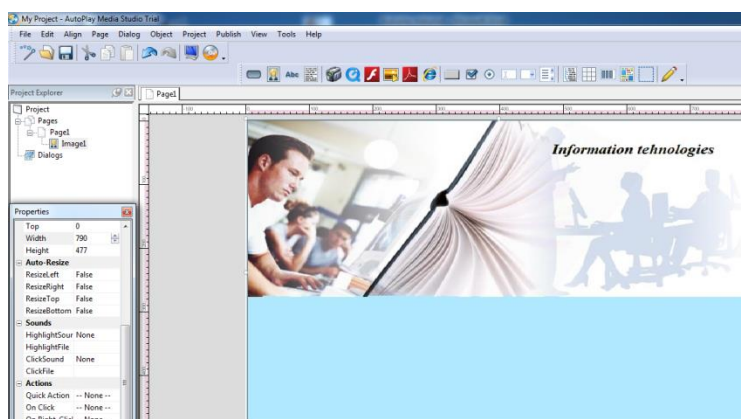 My Project - AutoPlay Media Studio Trial
File Edit Align Page Dialog Object Project Publish View Tools Help
Abc
Project Explorer
Page1
Project
Pages
Page1
Image1
Dialogs
Information tehnologies
Properties
Top 0
Width 790
Height 477
Auto-Resize
ResizeLeft False
ResizeRight False
ResizeTop False
ResizeBottom False
Sounds
HighlightSour None
HighlightFile
ClickSound None
ClickFile
Actions
Quick Action -- None --
On Click -- None --